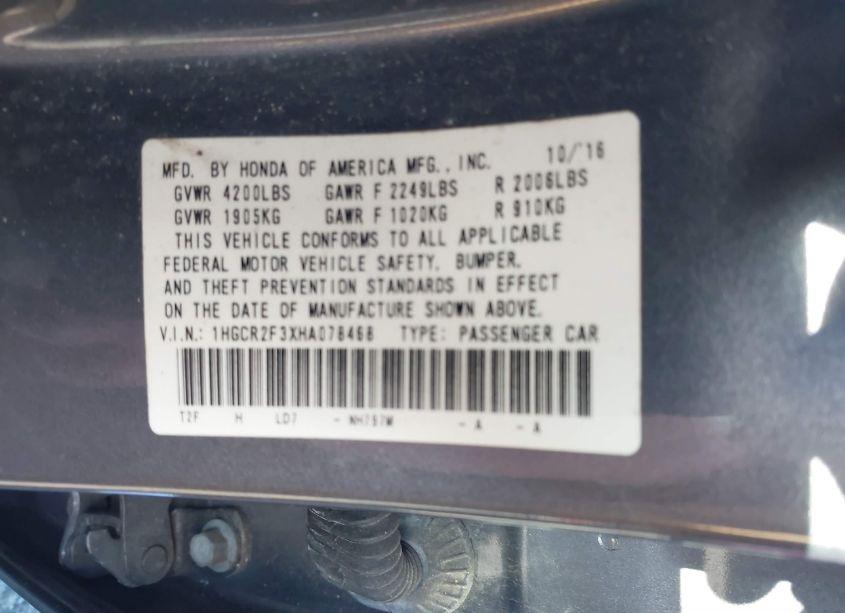 MFD. BY HONDA OF AMERICA MFG., INC. 10/'16
GVWR 4200LBS GAWR F 2249LBS R 2006LBS
GVWR 1905KG GAWR F 1020KG R 910KG
THIS VEHICLE CONFORMS TO ALL APPLICABLE
FEDERAL MOTOR VEHICLE SAFETY, BUMPER,
AND THEFT PREVENTION STANDARDS IN EFFECT
ON THE DATE OF MANUFACTURE SHOWN ABOVE.
V.I.N.: 1HGCR2F3XHA078468 TYPE: PASSENGER CAR
T2F H LD7 - NH797M - A - A